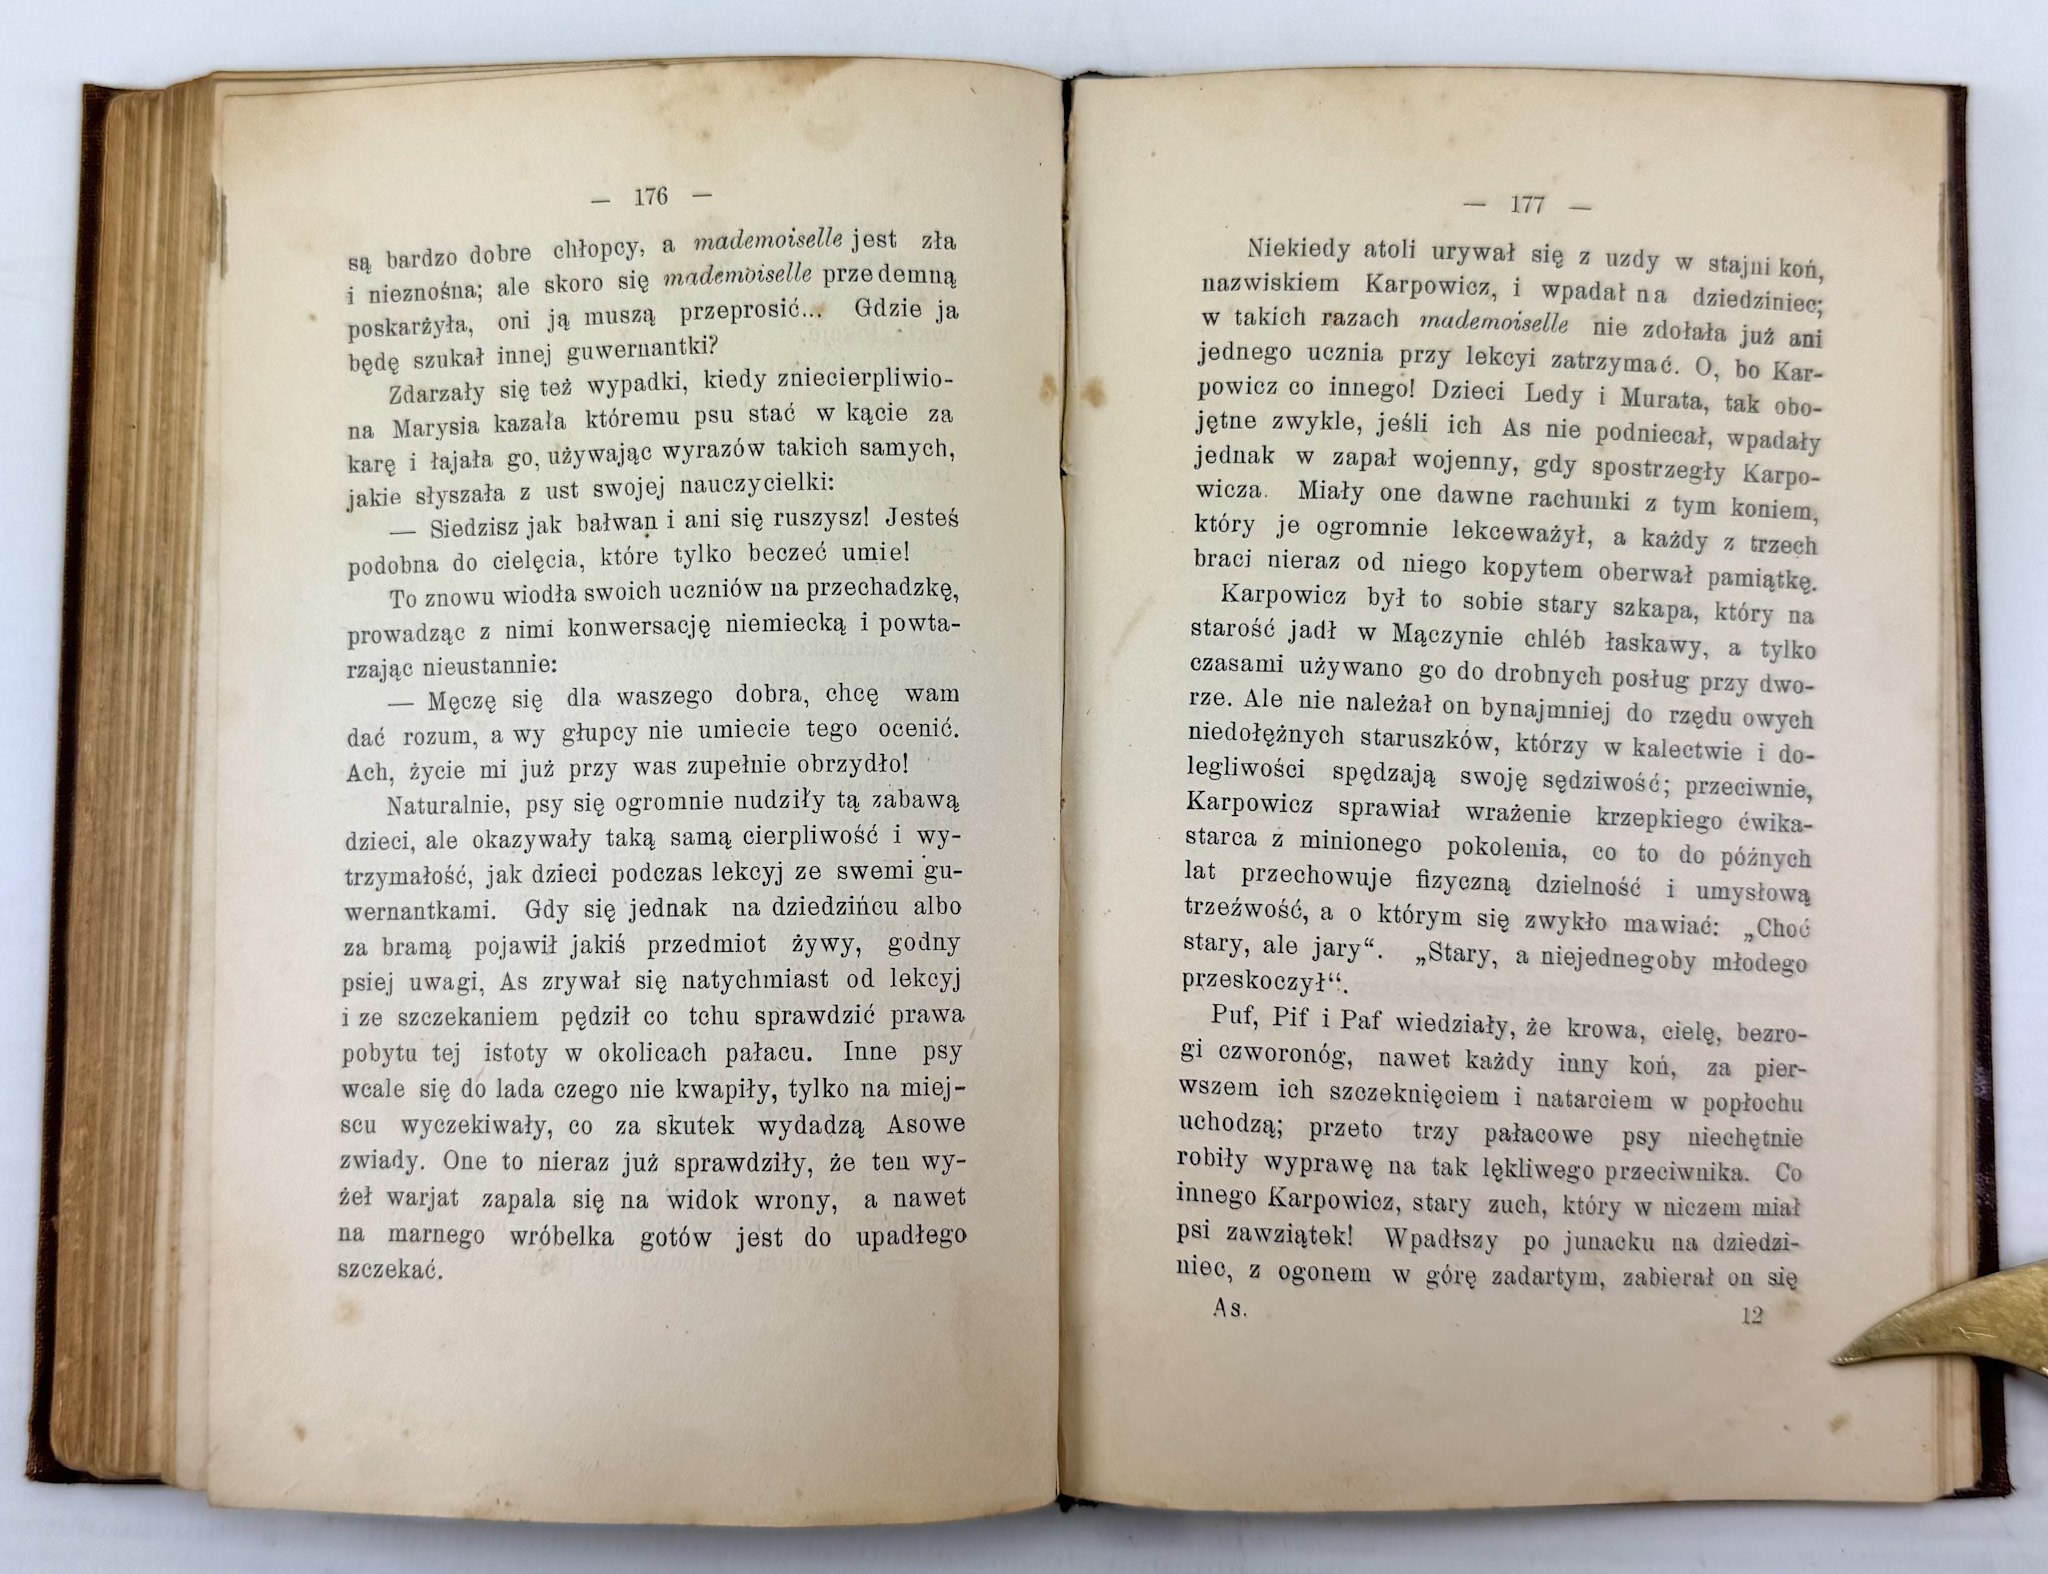 — 176 —
są bardzo dobre chłopcy, a mademoiselle jest zła
i nieznośna; ale skoro się mademoiselle przedemną
poskarżyła, oni ją muszą przeprosić... Gdzie ja
będę szukał innej guwernantki?
Zdarzały się też wypadki, kiedy zniecierpliwio-
na Marysia kazała któremu psu stać w kącie za
karę i łajała go, używając wyrazów takich samych,
jakie słyszała z ust swojej nauczycielki:
— Siedzisz jak bałwan i ani się ruszysz! Jesteś
podobna do cielęcia, które tylko beczeć umie!
To znowu wiodła swoich uczniów na przechadzkę,
prowadząc z nimi konwersację niemiecką i powta-
rzając nieustannie:
— Męczę się dla waszego dobra, chcę wam
dać rozum, a wy głupcy nie umiecie tego ocenić.
Ach, życie mi już przy was zupełnie obrzydło!
Naturalnie, psy się ogromnie nudziły tą zabawą
dzieci, ale okazywały taką samą cierpliwość i wy-
trzymałość, jak dzieci podczas lekcyj ze swemi gu-
wernantkami. Gdy się jednak na dziedzińcu albo
za bramą pojawił jakiś przedmiot żywy, godny
psiej uwagi, As zrywał się natychmiast od lekcyj
i ze szczekaniem pędził co tchu sprawdzić prawa
pobytu tej istoty w okolicach pałacu. Inne psy
wcale się do lada czego nie kwapiły, tylko na miej-
scu wyczekiwały, co za skutek wydadzą Asowe
zwiady. One to nieraz już sprawdziły, że ten wy-
żeł warjat zapala się na widok wrony, a nawet
na marnego wróbelka gotów jest do upadłego
szczekać.
— 177 —
Niekiedy atoli urywał się z uzdy w stajni koń,
nazwiskiem Karpowicz, i wpadał na dziedziniec;
w takich razach mademoiselle nie zdołała już ani
jednego ucznia przy lekcyi zatrzymać. O, bo Kar-
powicz co innego! Dzieci Ledy i Murata, tak obo-
jętne zwykle, jeśli ich As nie podniecał, wpadały
jednak w zapał wojenny, gdy spostrzegły Karpo-
wicza. Miały one dawne rachunki z tym koniem,
który je ogromnie lekceważył, a każdy z trzech
braci nieraz od niego kopytem oberwał pamiątkę.
Karpowicz był to sobie stary szkapa, który na
starość jadł w Mączynie chléb łaskawy, a tylko
czasami używano go do drobnych posług przy dwo-
rze. Ale nie należał on bynajmniej do rzędu owych
niedołężnych staruszków, którzy w kalectwie i do-
legliwości spędzają swoję sędziwość; przeciwnie,
Karpowicz sprawiał wrażenie krzepkiego ćwika-
starca z minionego pokolenia, co to do późnych
lat przechowuje fizyczną dzielność i umysłową
trzeźwość, a o którym się zwykło mawiać: „Choć
stary, ale jary“. „Stary, a niejednegoby młodego
przeskoczył“.
Puf, Pif i Paf wiedziały, że krowa, cielę, bezro-
gi czworonóg, nawet każdy inny koń, za pier-
wszem ich szczeknięciem i natarciem w popłochu
uchodzą; przeto trzy pałacowe psy niechętnie
robiły wyprawę na tak lękliwego przeciwnika. Co
innego Karpowicz, stary zuch, który w niczem miał
psi zawziątek! Wpadłszy po junacku na dziedzi-
niec, z ogonem w górę zadartym, zabierał on się
As. 12